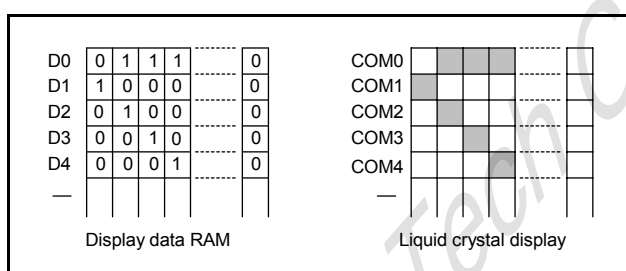 D0 0 1 1 1 0
D1 1 0 0 0 0
D2 0 1 0 0 0
D3 0 0 1 0 0
D4 0 0 0 1 0
—
Display data RAM
COM0
COM1
COM2
COM3
COM4
—
Liquid crystal display
Tech C